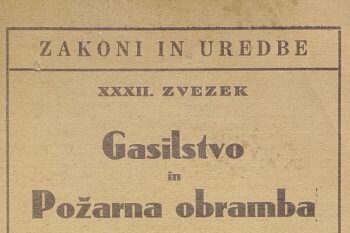 ZAKONI IN UREDBE
XXXII. ZVEZEK
Gasilstvo
in
Požarna obramba